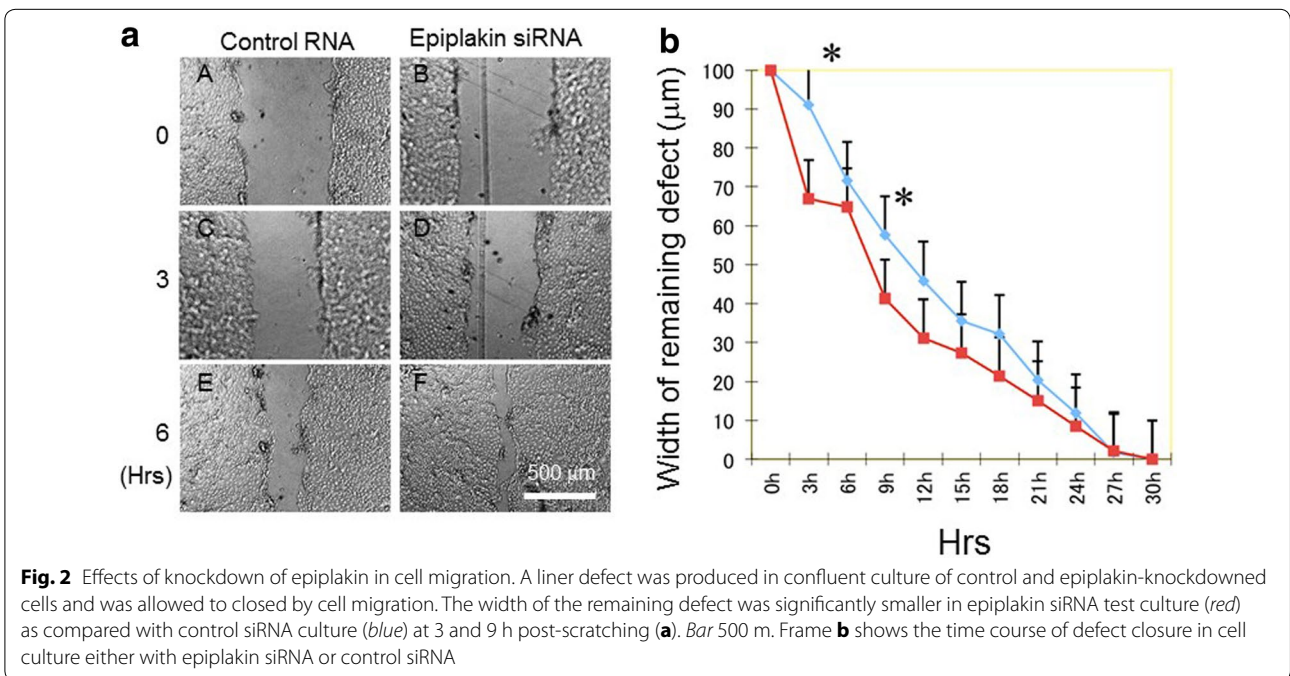 a
Control RNA Epiplakin siRNA
A B
0
C D
3
E F
6
(Hrs)
500 μm
b
*
*
Width of remaining defect (μm)
100
90
80
70
60
50
40
30
20
10
0
0h 3h 6h 9h 12h 15h 18h 21h 24h 27h 30h
Hrs
Fig. 2 Effects of knockdown of epiplakin in cell migration. A liner defect was produced in confluent culture of control and epiplakin-knockdowned
cells and was allowed to closed by cell migration. The width of the remaining defect was significantly smaller in epiplakin siRNA test culture (red)
as compared with control siRNA culture (blue) at 3 and 9 h post-scratching (a). Bar 500 m. Frame b shows the time course of defect closure in cell
culture either with epiplakin siRNA or control siRNA